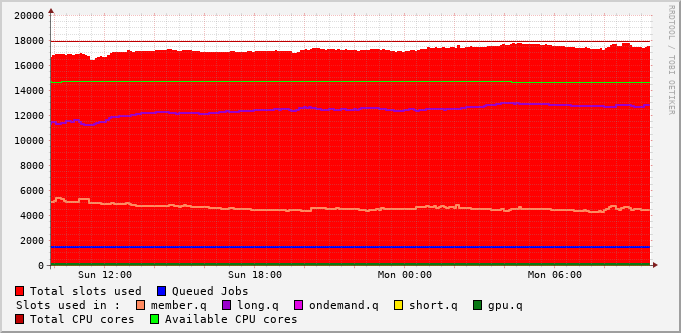 20000
18000
16000
14000
12000
10000
8000
6000
4000
2000
0
Sun 12:00 Sun 18:00 Mon 00:00 Mon 06:00
Total slots used Queued Jobs
Slots used in : member.q long.q ondemand.q short.q gpu.q
Total CPU cores Available CPU cores
RRDTOOL / TOBI OETIKER